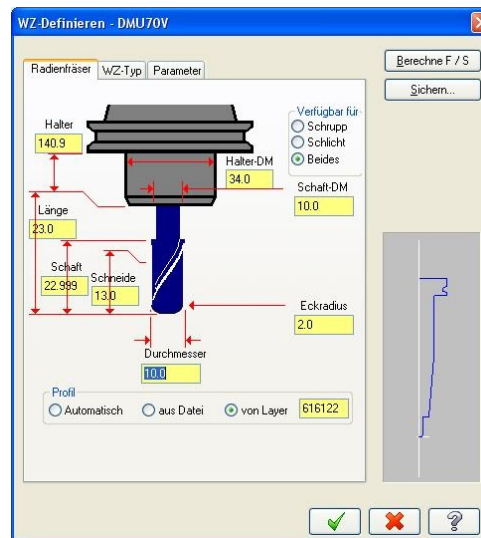 WZ-Definieren - DMU70V
Radienfräser WZ-Typ Parameter
Berechne F / S
Sichern...
Halter
140.9
Verfügbar für
Schrupp
Schlicht
Beides
Halter-DM
34.0
Schaft-DM
10.0
Länge
23.0
Schaft
22.999
Schneide
13.0
Eckradius
2.0
Durchmesser
10.0
Profil
Automatisch aus Datei von Layer 616122